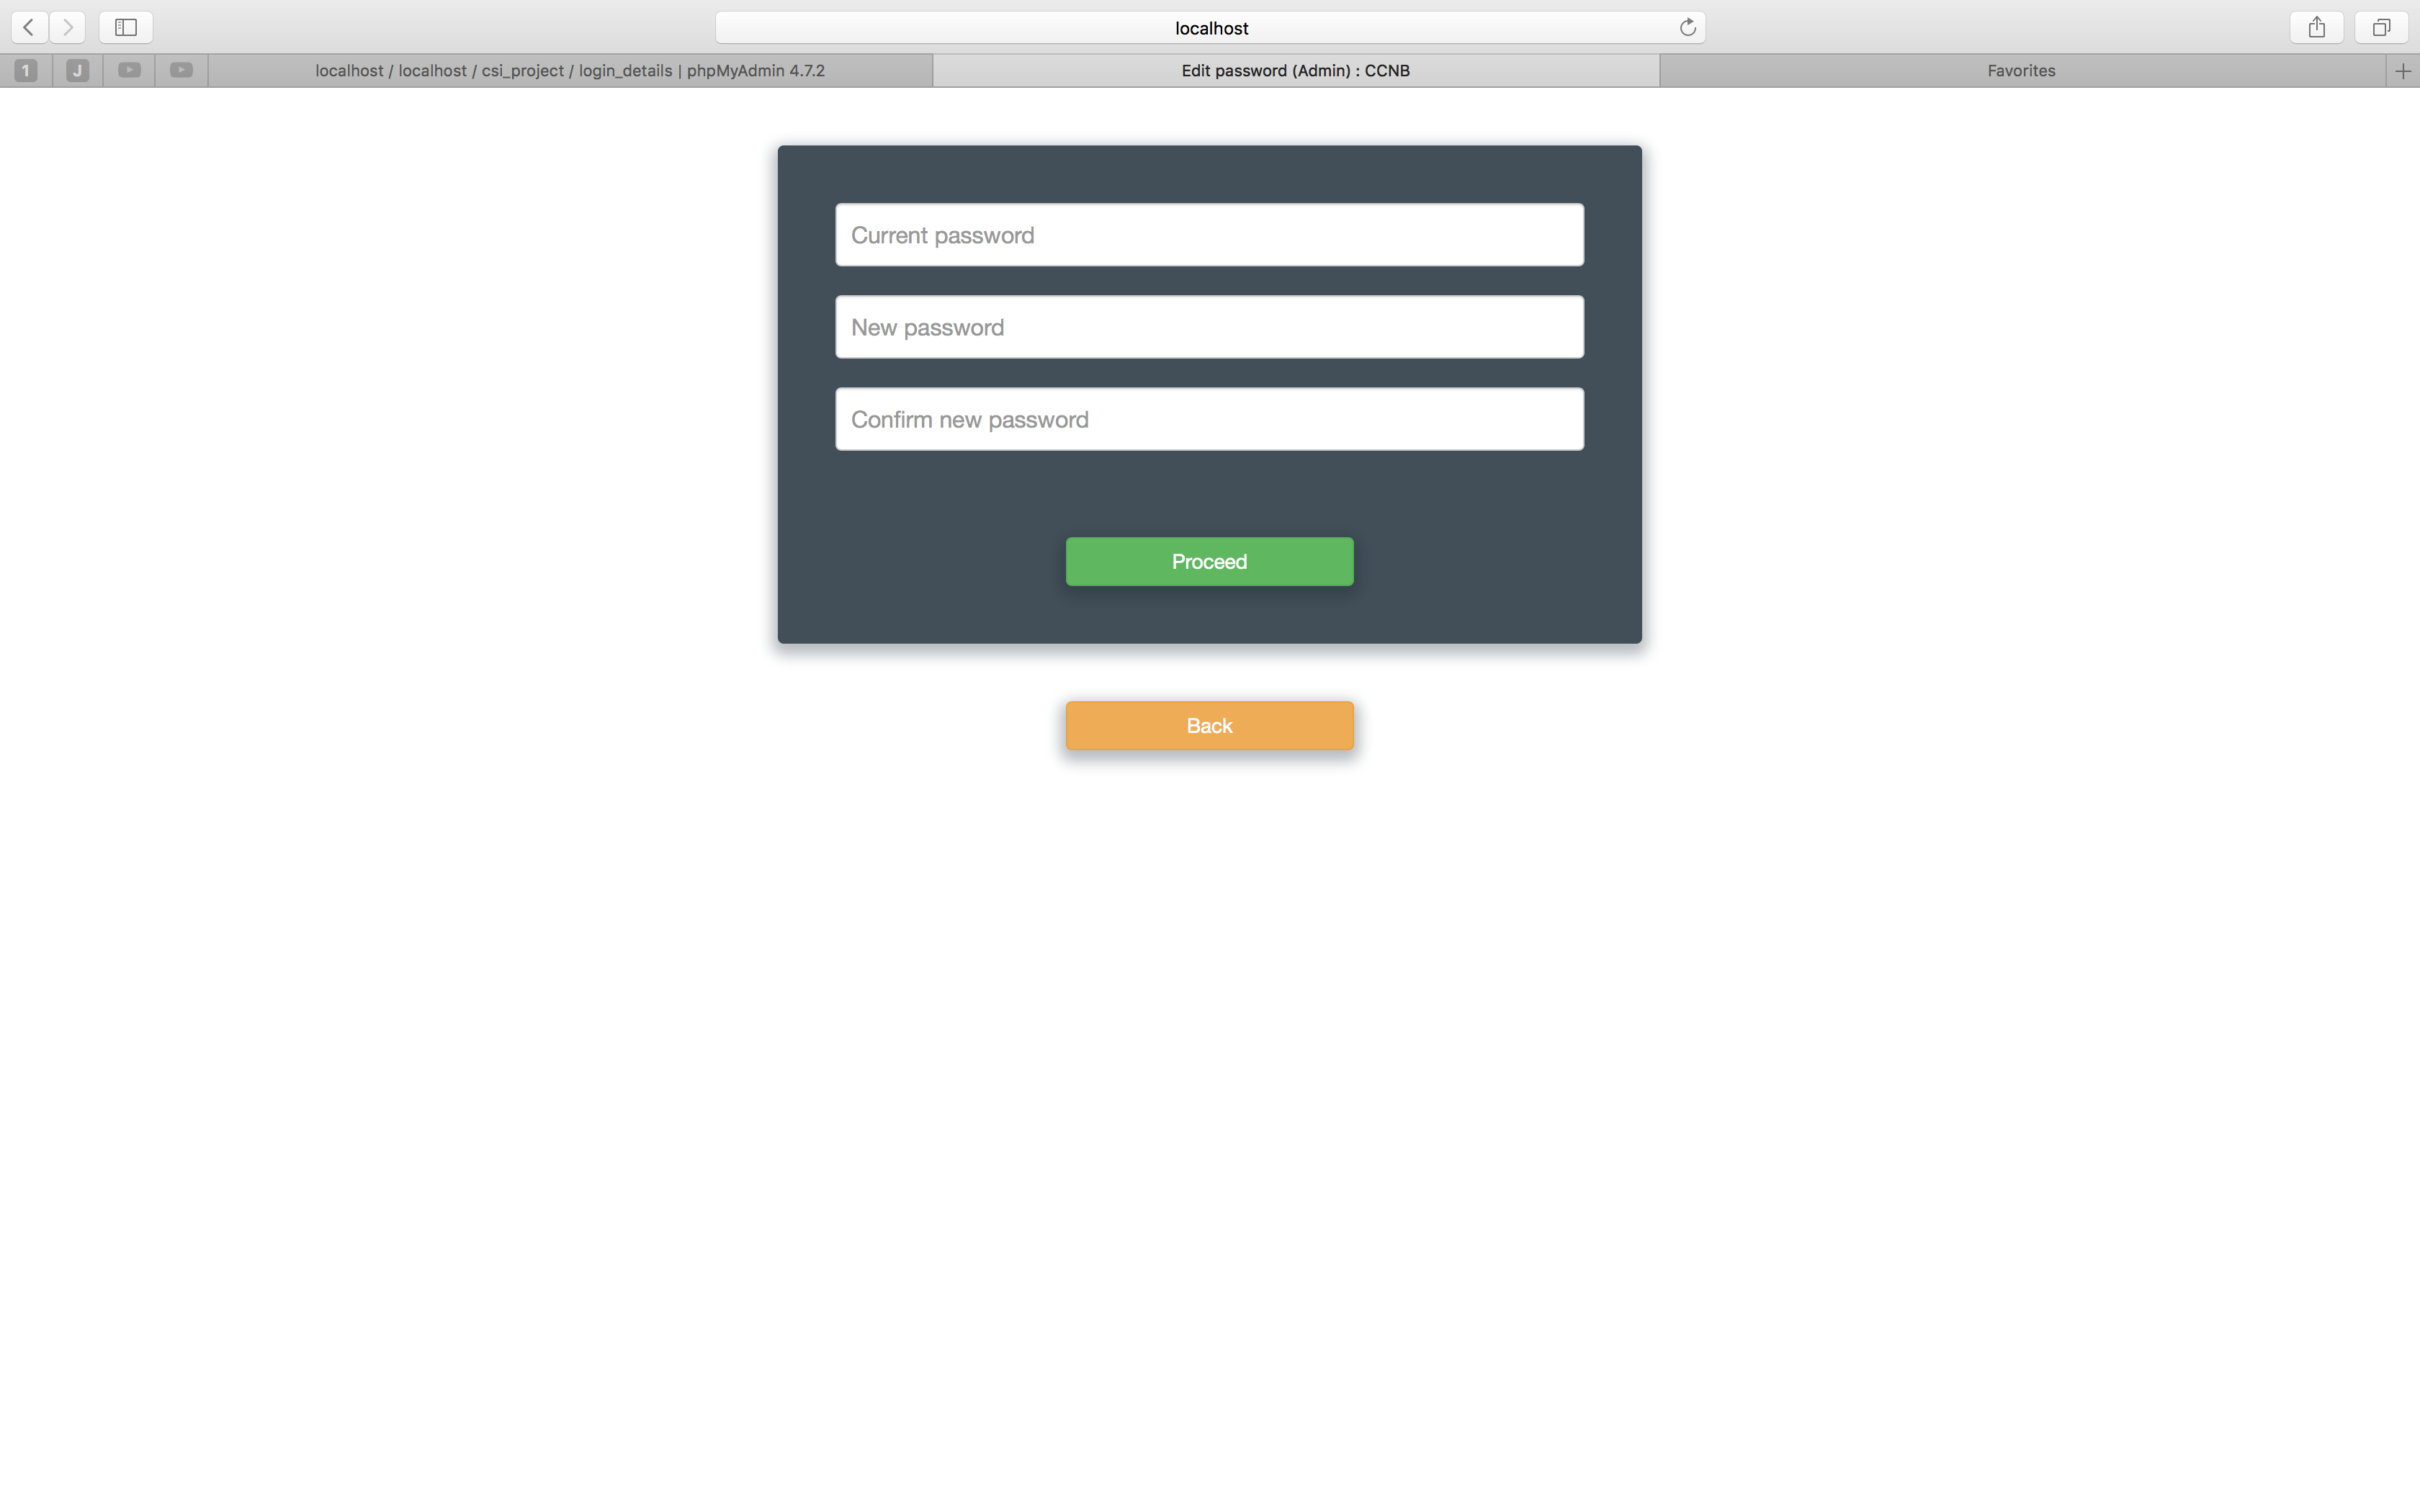 localhost
1
J
localhost / localhost / csi_project / login_details | phpMyAdmin 4.7.2
Edit password (Admin) : CCNB
Favorites
Current password
New password
Confirm new password
Proceed
Back